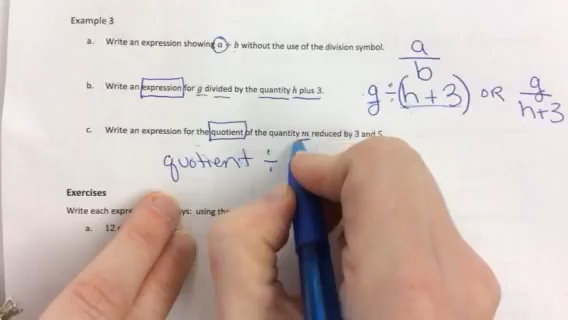 Example 3
a. Write an expression showing a ÷ b without the use of the division symbol.
a
b
b. Write an expression for g divided by the quantity h plus 3.
g ÷ (h + 3) OR g
h+3
c. Write an expression for the quotient of the quantity m reduced by 3 and 5.
quotient ÷
Exercises
Write each ys: using the
a. 12